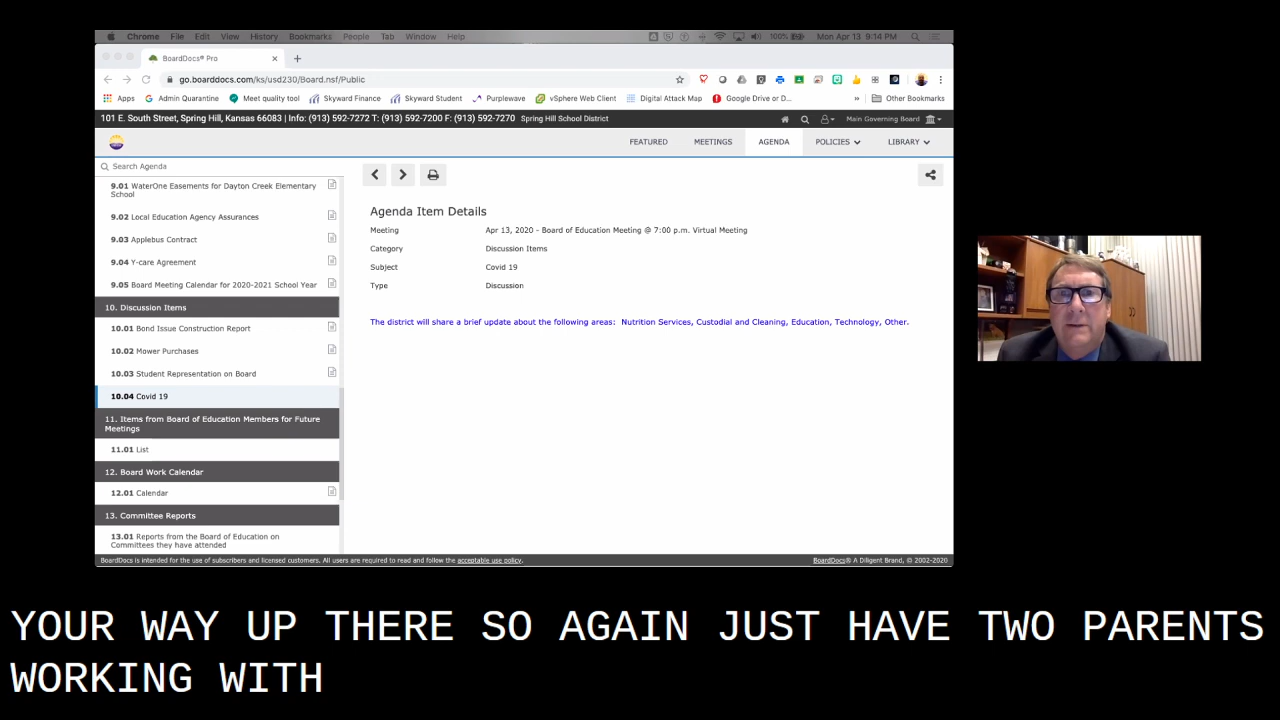 Chrome File Edit View History Bookmarks People Tab Window Help 100% Mon Apr 13 9:14 PM
BoardDocs® Pro
go.boarddocs.com/ks/usd230/Board.nsf/Public
Apps Admin Quarantine Meet quality tool Skyward Finance Skyward Student Purplewave vSphere Web Client Digital Attack Map Google Drive or D... » Other Bookmarks
101 E. South Street, Spring Hill, Kansas 66083 | Info: (913) 592-7272 T: (913) 592-7200 F: (913) 592-7270 Spring Hill School District Main Governing Board
FEATURED MEETINGS AGENDA POLICIES LIBRARY
Search Agenda
9.01 WaterOne Easements for Dayton Creek Elementary
School
9.02 Local Education Agency Assurances
9.03 Applebus Contract
9.04 Y-care Agreement
9.05 Board Meeting Calendar for 2020-2021 School Year
10. Discussion Items
10.01 Bond Issue Construction Report
10.02 Mower Purchases
10.03 Student Representation on Board
10.04 Covid 19
11. Items from Board of Education Members for Future
Meetings
11.01 List
12. Board Work Calendar
12.01 Calendar
13. Committee Reports
13.01 Reports from the Board of Education on
Committees they have attended
Agenda Item Details
Meeting Apr 13, 2020 - Board of Education Meeting @ 7:00 p.m. Virtual Meeting
Category Discussion Items
Subject Covid 19
Type Discussion
The district will share a brief update about the following areas: Nutrition Services, Custodial and Cleaning, Education, Technology, Other.
BoardDocs is intended for the use of subscribers and licensed customers. All users are required to read and follow the acceptable use policy. BoardDocs® A Diligent Brand, © 2002-2020
YOUR WAY UP THERE SO AGAIN JUST HAVE TWO PARENTS
WORKING WITH